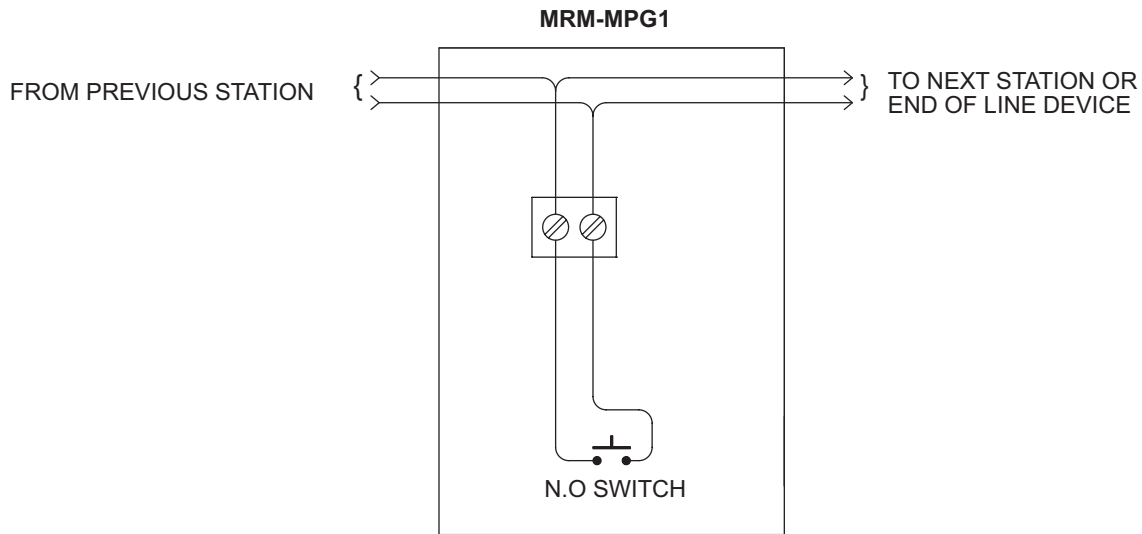 MRM-MPG1
FROM PREVIOUS STATION {
} TO NEXT STATION OR
END OF LINE DEVICE
N.O SWITCH